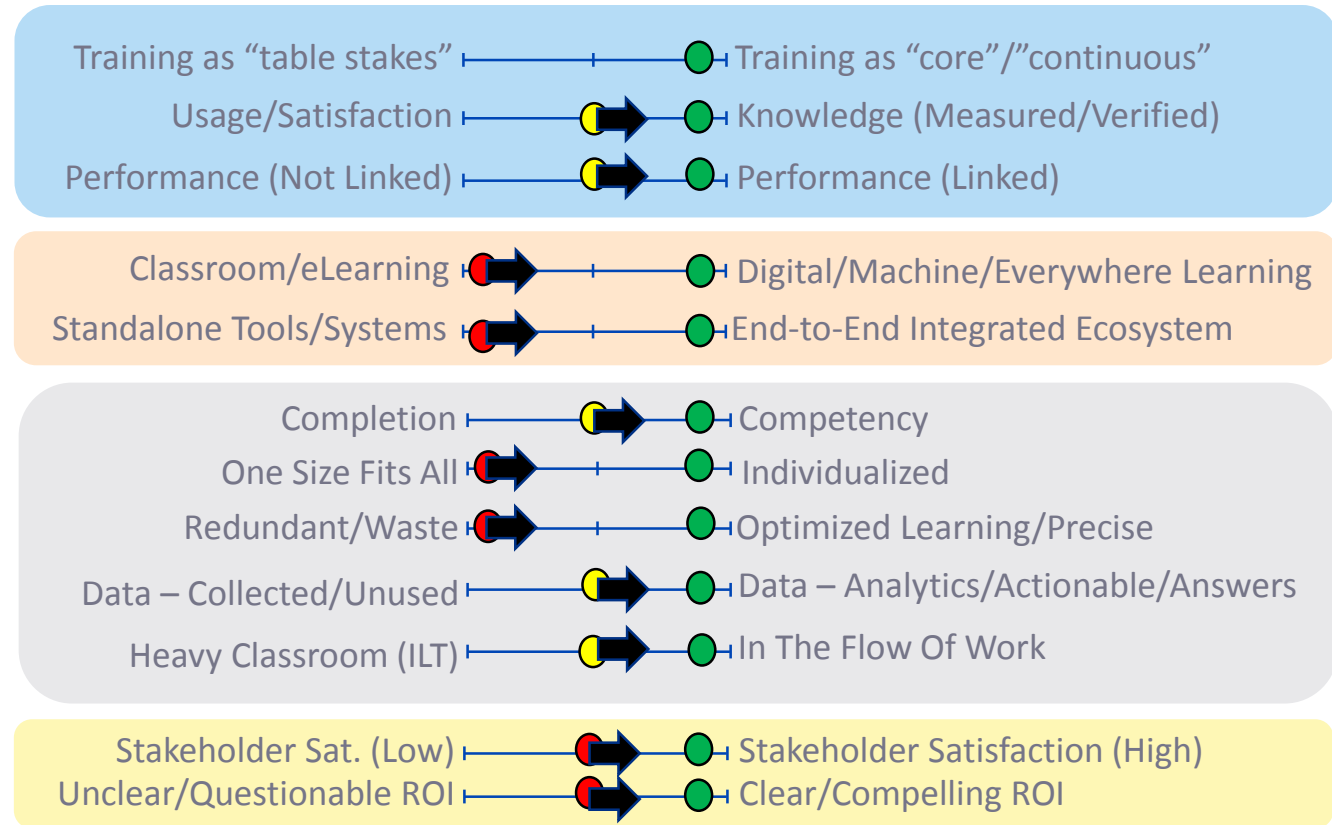 Training as “table stakes” Training as “core”/”continuous”
Usage/Satisfaction Knowledge (Measured/Verified)
Performance (Not Linked) Performance (Linked)
Classroom/eLearning Digital/Machine/Everywhere Learning
Standalone Tools/Systems End-to-End Integrated Ecosystem
Completion Competency
One Size Fits All Individualized
Redundant/Waste Optimized Learning/Precise
Data – Collected/Unused Data – Analytics/Actionable/Answers
Heavy Classroom (ILT) In The Flow Of Work
Stakeholder Sat. (Low) Stakeholder Satisfaction (High)
Unclear/Questionable ROI Clear/Compelling ROI